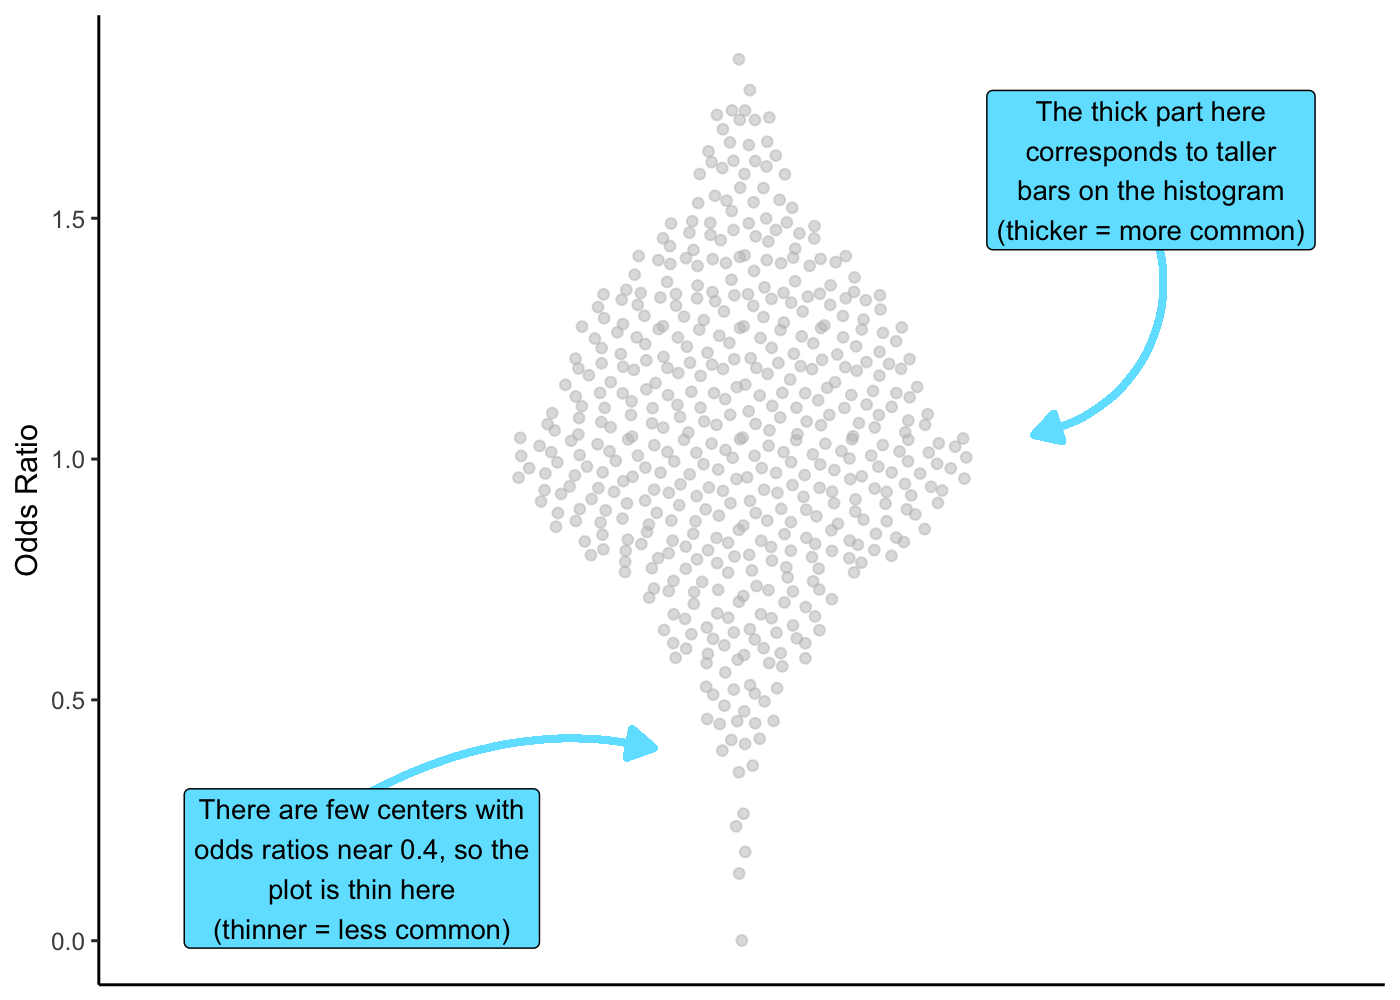 The thick part here
corresponds to taller
bars on the histogram
(thicker = more common)
1.5
1.0
Odds Ratio
0.5
There are few centers with
odds ratios near 0.4, so the
plot is thin here
(thinner = less common)
0.0